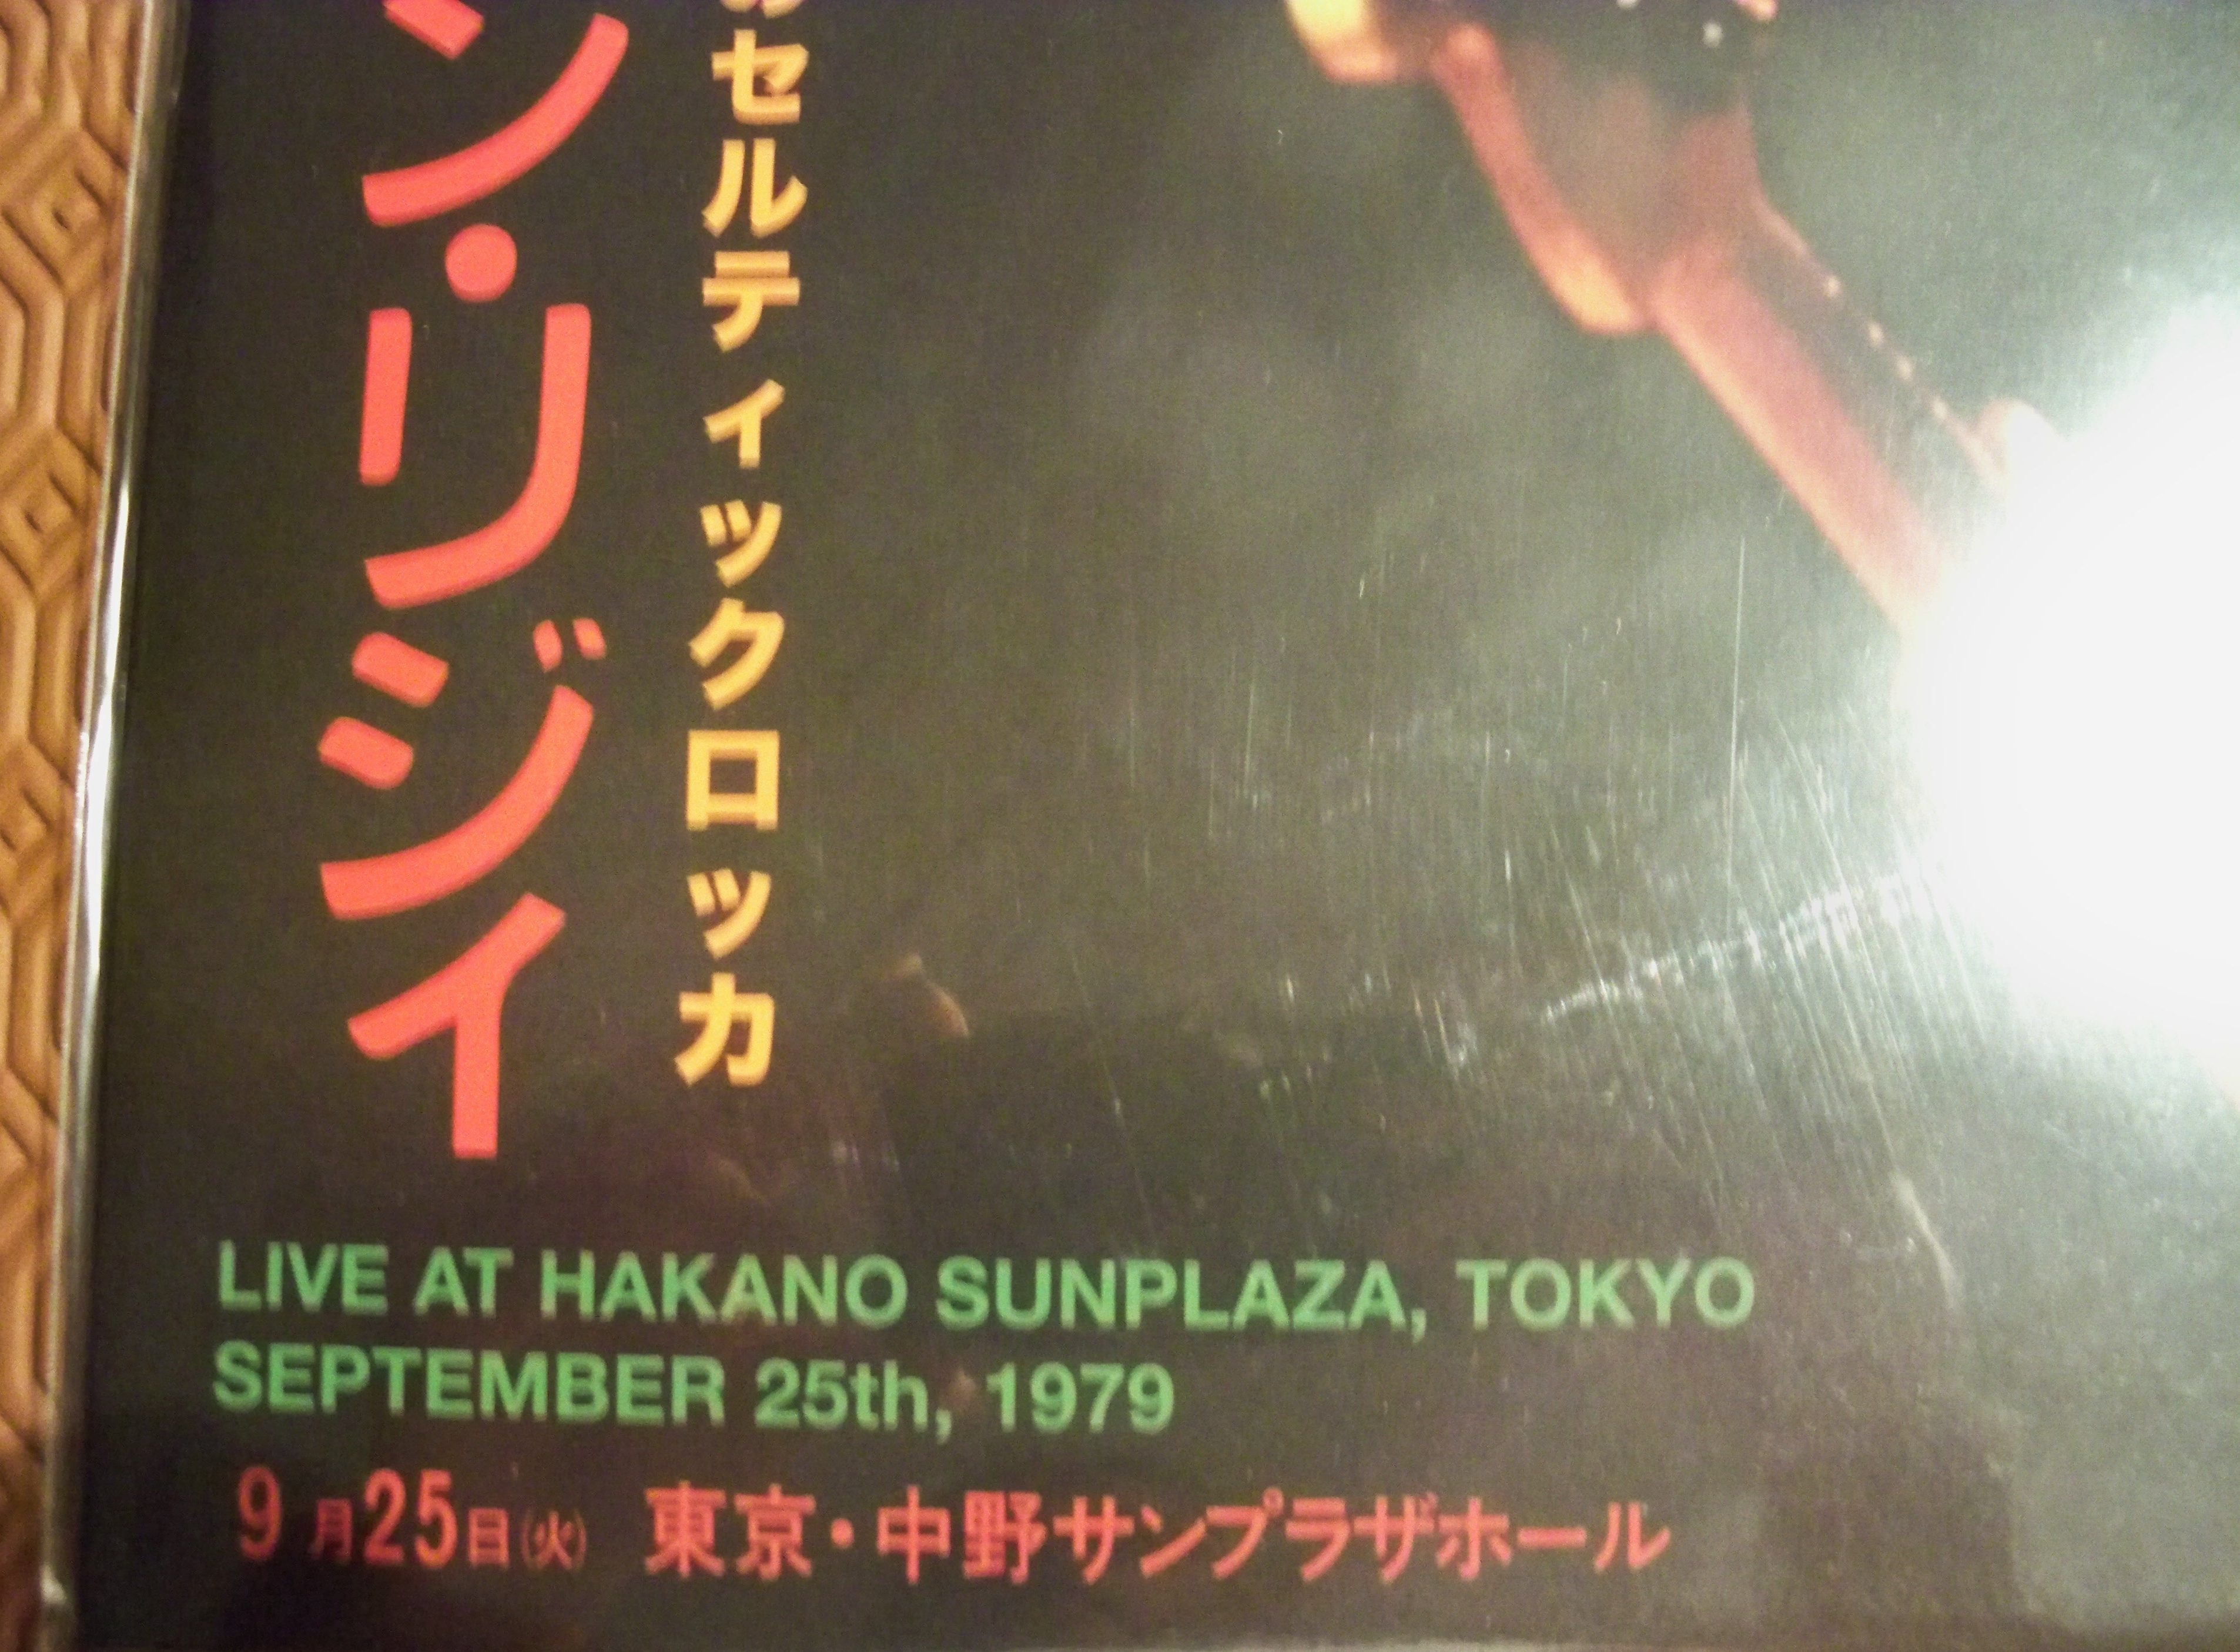 ン・リジィ
セルティックロッカ
LIVE AT HAKANO SUNPLAZA, TOKYO
SEPTEMBER 25th, 1979
9月25日(火) 東京・中野サンプラザホール